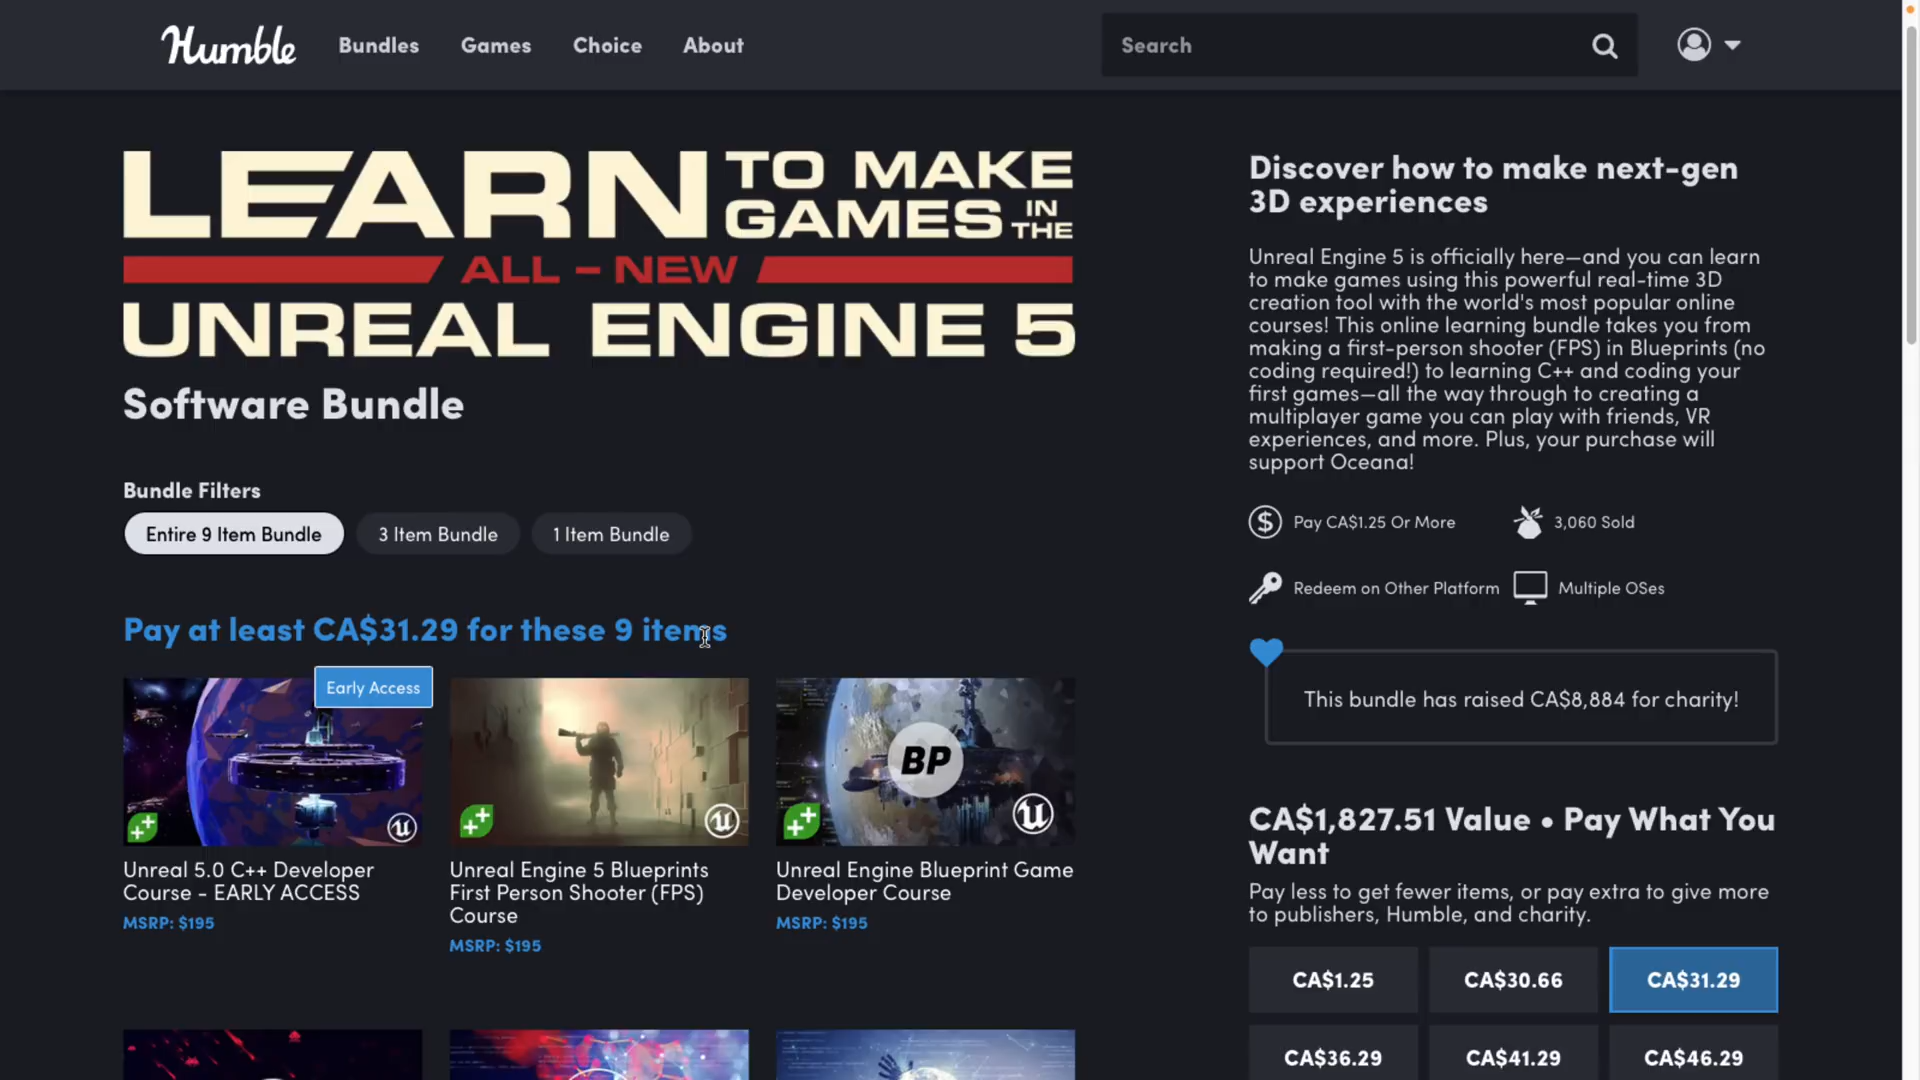 Humble
Bundles
Games
Choice
About
Search
LEARN TO MAKE
GAMES IN THE
ALL – NEW
UNREAL ENGINE 5
Software Bundle
Bundle Filters
Entire 9 Item Bundle
3 Item Bundle
1 Item Bundle
Pay at least CA$31.29 for these 9 items
Early Access
Unreal 5.0 C++ Developer
Course - EARLY ACCESS
MSRP: $195
Unreal Engine 5 Blueprints
First Person Shooter (FPS)
Course
MSRP: $195
BP
Unreal Engine Blueprint Game
Developer Course
MSRP: $195
Discover how to make next-gen
3D experiences
Unreal Engine 5 is officially here—and you can learn
to make games using this powerful real-time 3D
creation tool with the world's most popular online
courses! This online learning bundle takes you from
making a first-person shooter (FPS) in Blueprints (no
coding required!) to learning C++ and coding your
first games—all the way through to creating a
multiplayer game you can play with friends, VR
experiences, and more. Plus, your purchase will
support Oceana!
Pay CA$1.25 Or More
3,060 Sold
Redeem on Other Platform
Multiple OSes
This bundle has raised CA$8,884 for charity!
CA$1,827.51 Value • Pay What You
Want
Pay less to get fewer items, or pay extra to give more
to publishers, Humble, and charity.
CA$1.25
CA$30.66
CA$31.29
CA$36.29
CA$41.29
CA$46.29